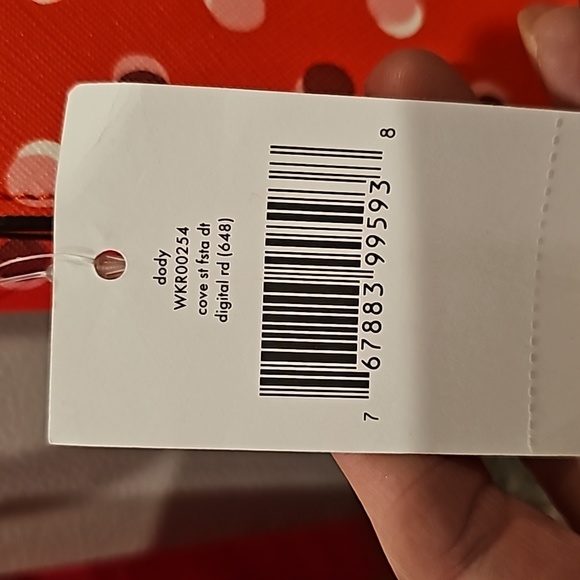 dody
WKR00254
cove st fsta dt
digital rd (648)
7 67883 99593 8